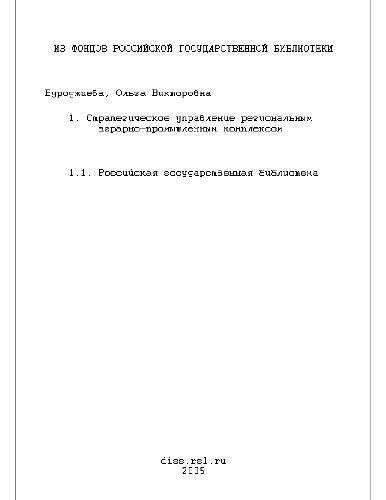 ИЗ ФОНДОВ РОССИЙСКОЙ ГОСУДАРСТВЕННОЙ БИБЛИОТЕКИ
Ольга Викторовна
1. Стратегическое управление региональным
аграрно-промышленным комплексом
1.1. Российская государственная библиотека
diss.rsl.ru
2005